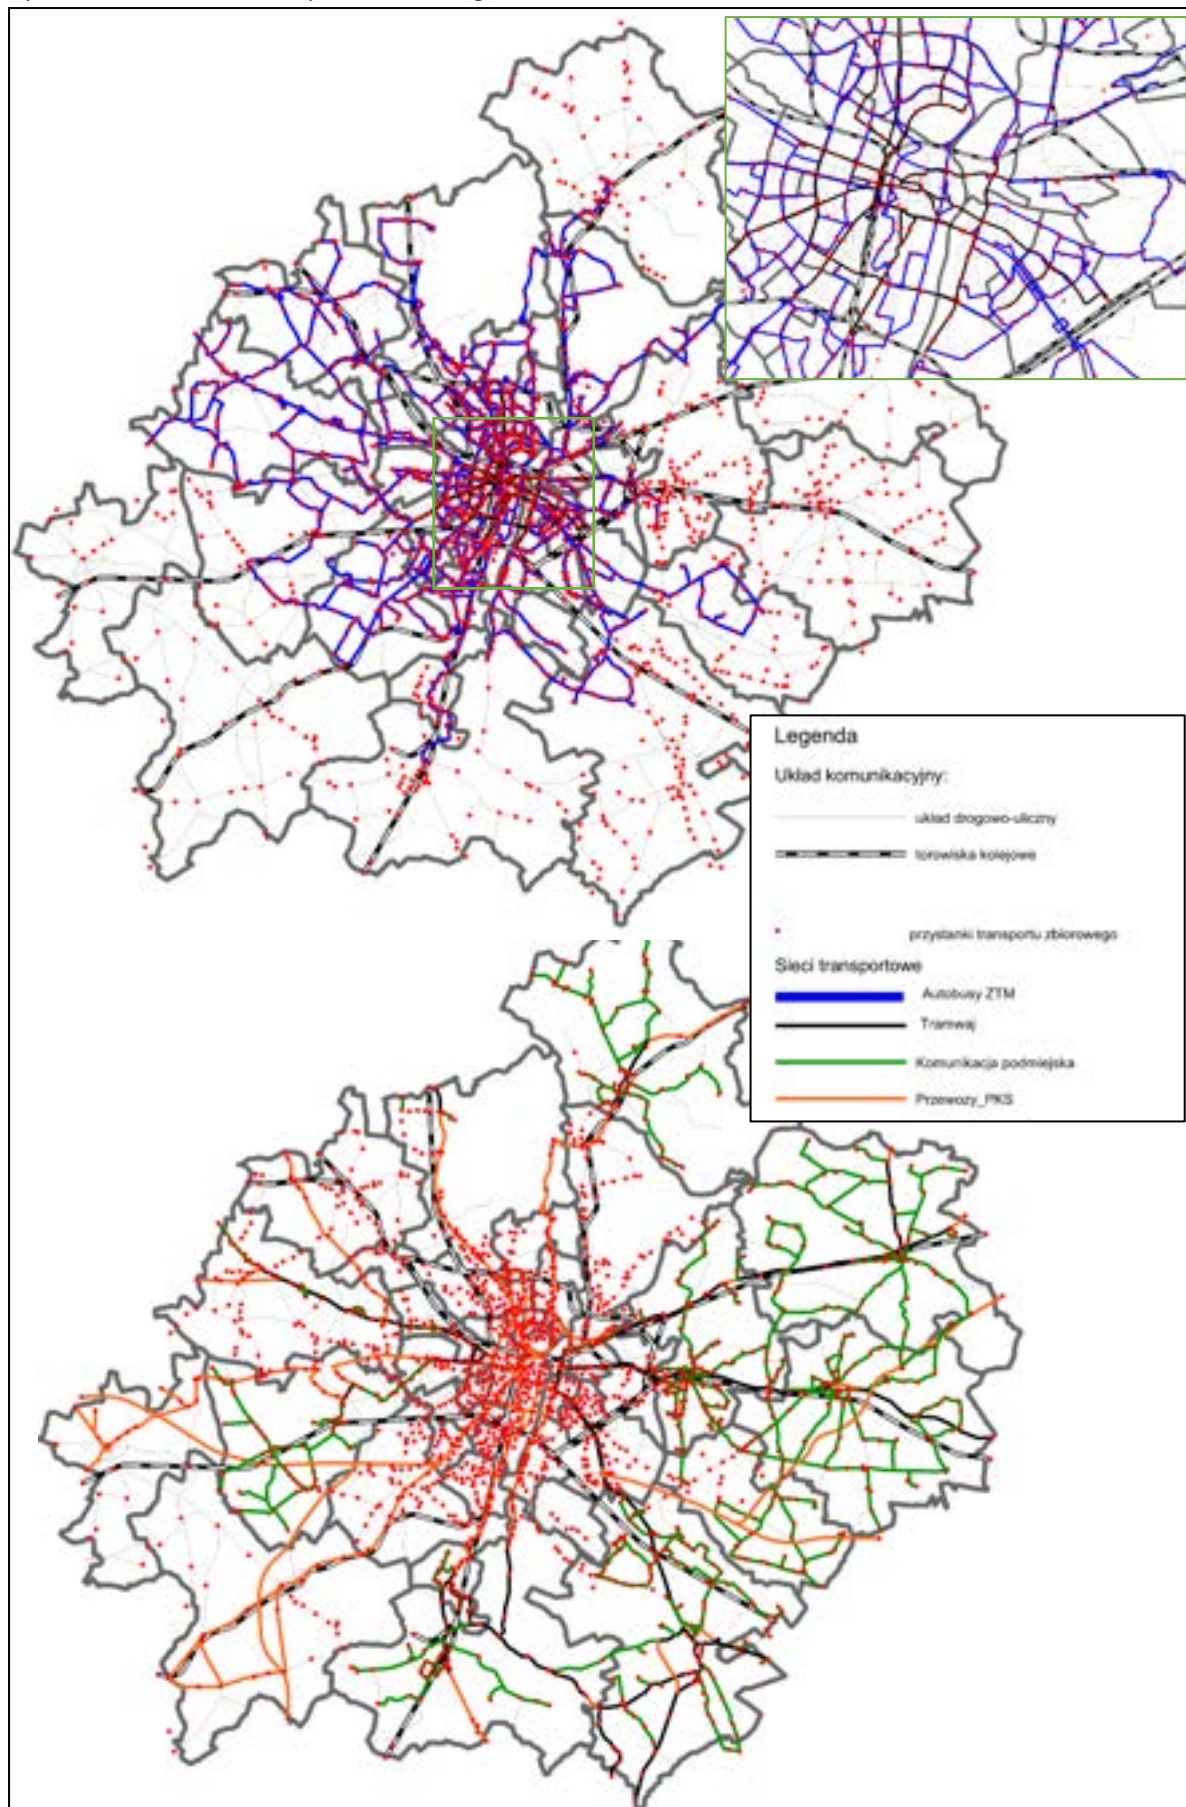 Legenda
Układ komunikacyjny:
układ drogowo-uliczny
torowiska kolejowe
przystanki transportu zbiorowego
Sieci transportowe
Autobusy ZTM
Tramwaj
Komunikacja podmiejska
Przewozy_PKS